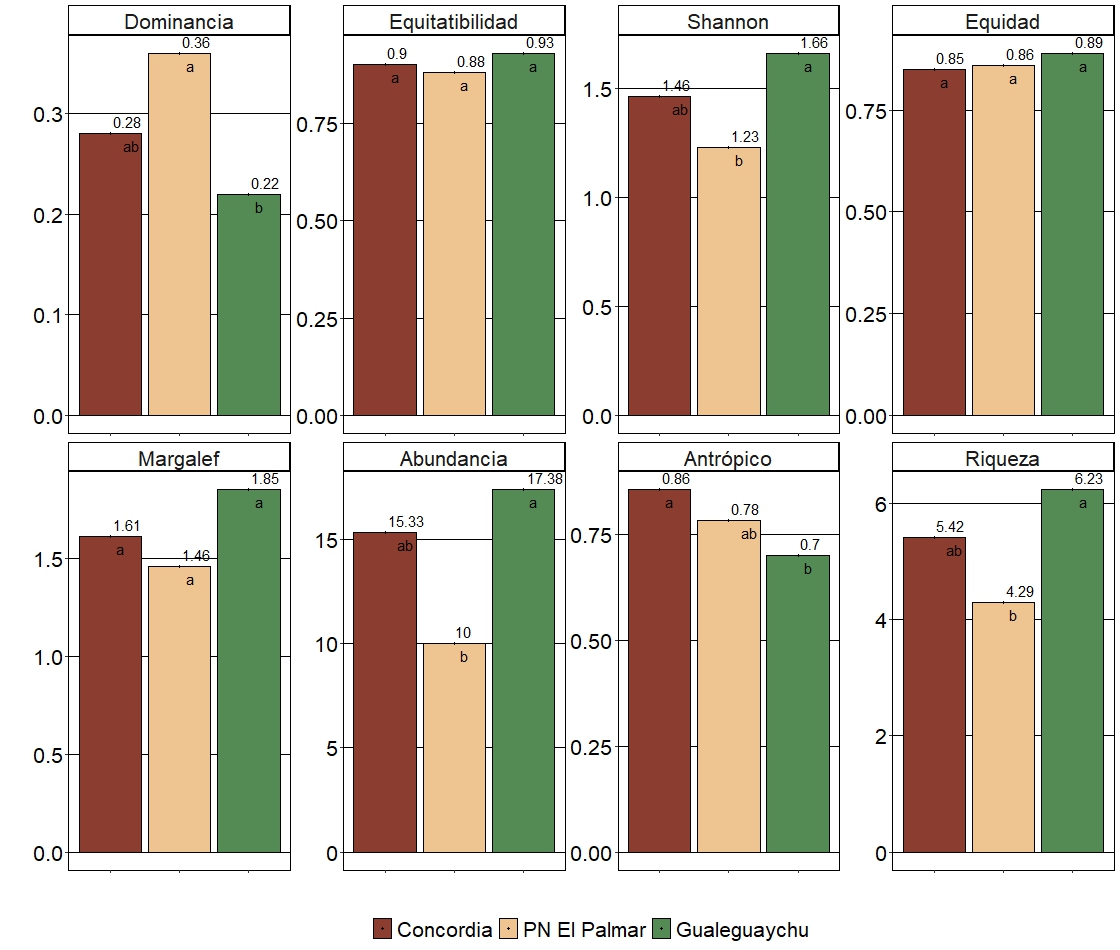 Dominancia
Equitatibilidad
Shannon
Equidad
0.3
0.2
0.1
0.0
0.28
ab
0.36
a
0.22
b
0.75
0.50
0.25
0.00
0.9
a
0.88
a
0.93
a
1.5
1.0
0.5
0.0
1.46
ab
1.23
b
1.66
a
0.75
0.50
0.25
0.00
0.85
a
0.86
a
0.89
a
Margalef
Abundancia
Antrópico
Riqueza
1.5
1.0
0.5
0.0
1.61
a
1.46
a
1.85
a
15
10
5
0
15.33
ab
10
b
17.38
a
0.75
0.50
0.25
0.00
0.86
a
0.78
ab
0.7
b
6
4
2
0
5.42
ab
4.29
b
6.23
a
Concordia PN El Palmar Gualeguaychu